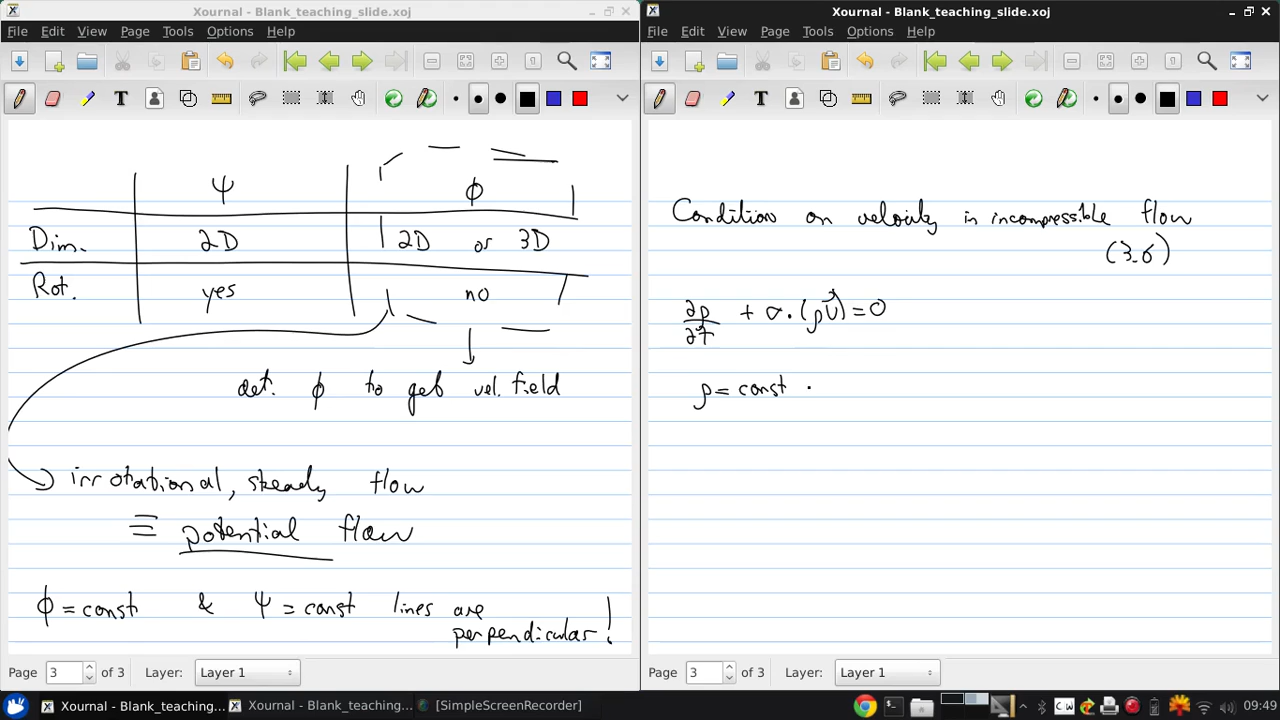 Xournal - Blank_teaching_slide.xoj
File Edit View Page Tools Options Help
Ψ ϕ
Dim. 2D 2D or 3D
Rot. yes no
det. ϕ to get vel. field
irrotational, steady flow
≡ potential flow
ϕ = const & Ψ = const lines are
perpendicular!
Page 3 of 3 Layer: Layer 1
Xournal - Blank_teaching_slide.xoj
File Edit View Page Tools Options Help
Condition on velocity in incompressible flow
(3.6)
∂ρ/∂t + ∇·(ρV⃗) = 0
ρ = const ·
Page 3 of 3 Layer: Layer 1
Xournal - Blank_teaching... Xournal - Blank_teaching... [SimpleScreenRecorder] CW 09:49